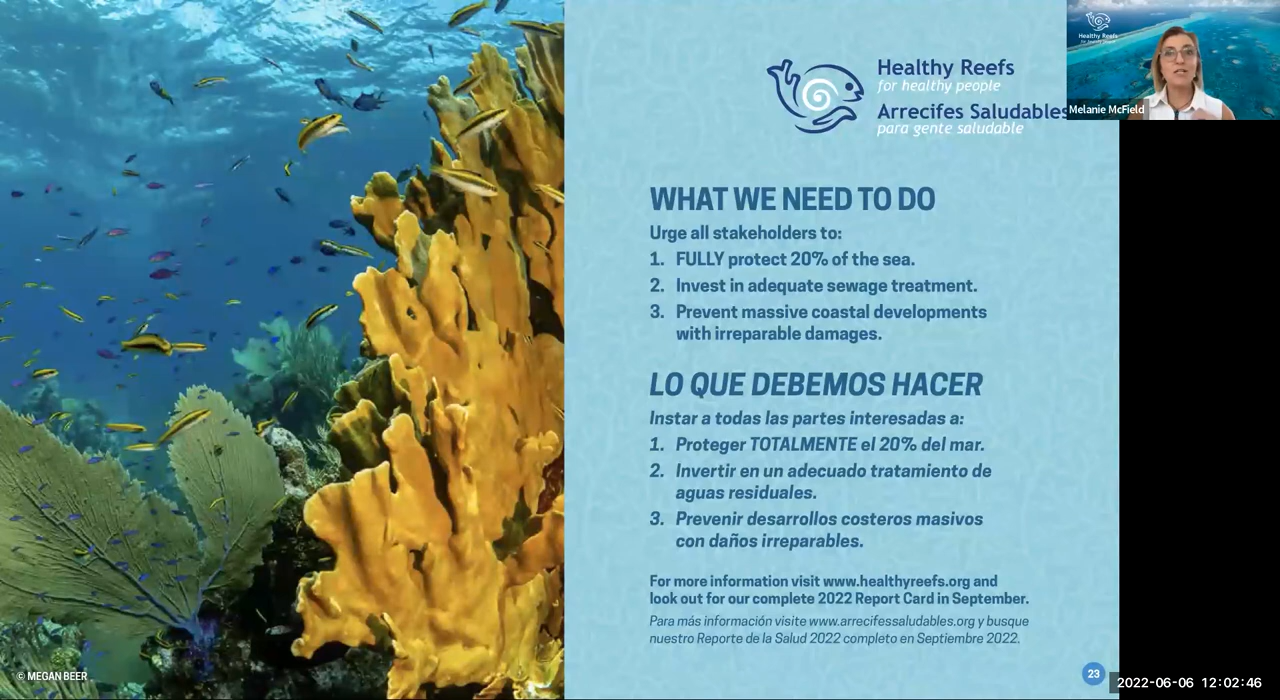 Healthy Reefs
for healthy people
Arrecifes Saludables
para gente saludable
Healthy Reefs
for healthy people
Melanie McField
WHAT WE NEED TO DO
Urge all stakeholders to:
1. FULLY protect 20% of the sea.
2. Invest in adequate sewage treatment.
3. Prevent massive coastal developments
with irreparable damages.
LO QUE DEBEMOS HACER
Instar a todas las partes interesadas a:
1. Proteger TOTALMENTE el 20% del mar.
2. Invertir en un adecuado tratamiento de
aguas residuales.
3. Prevenir desarrollos costeros masivos
con daños irreparables.
For more information visit www.healthyreefs.org and
look out for our complete 2022 Report Card in September.
Para más información visite www.arrecifessaludables.org y busque
nuestro Reporte de la Salud 2022 completo en Septiembre 2022.
© MEGAN BEER
23
2022-06-06 12:02:46